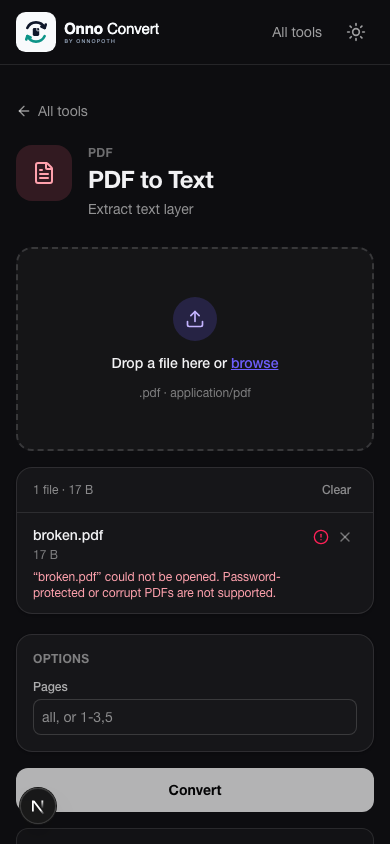 Onno Convert
BY ONNOPOTH
All tools
All tools
PDF
PDF to Text
Extract text layer
Drop a file here or browse
.pdf · application/pdf
1 file · 17 B
Clear
broken.pdf
17 B
“broken.pdf” could not be opened. Password-
protected or corrupt PDFs are not supported.
OPTIONS
Pages
all, or 1-3,5
Convert
N